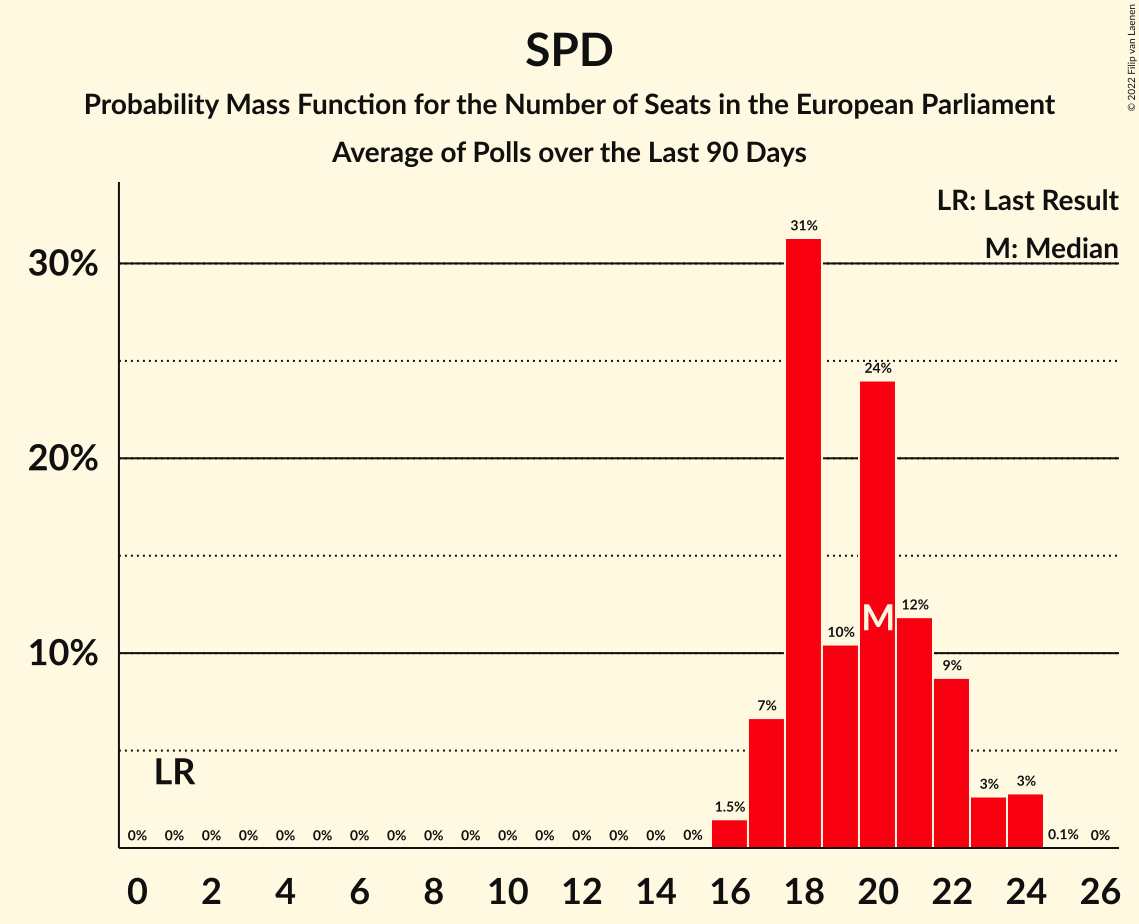 SPD
Probability Mass Function for the Number of Seats in the European Parliament
Average of Polls over the Last 90 Days
© 2022 Filip van Laenen
LR: Last Result
M: Median
30%
20%
10%
31%
24%
M
12%
10%
9%
7%
LR
3%
3%
1.5%
0% 0% 0% 0% 0% 0% 0% 0% 0% 0% 0% 0% 0% 0% 0% 0% 0.1% 0%
0 2 4 6 8 10 12 14 16 18 20 22 24 26